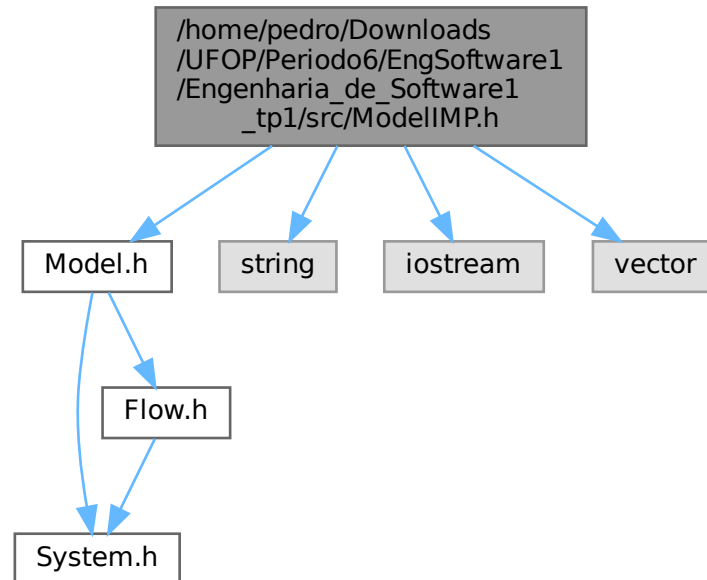 /home/pedro/Downloads
/UFOP/Periodo6/EngSoftware1
/Engenharia_de_Software1
_tp1/src/ModelIMP.h
Model.h
string
iostream
vector
Flow.h
System.h